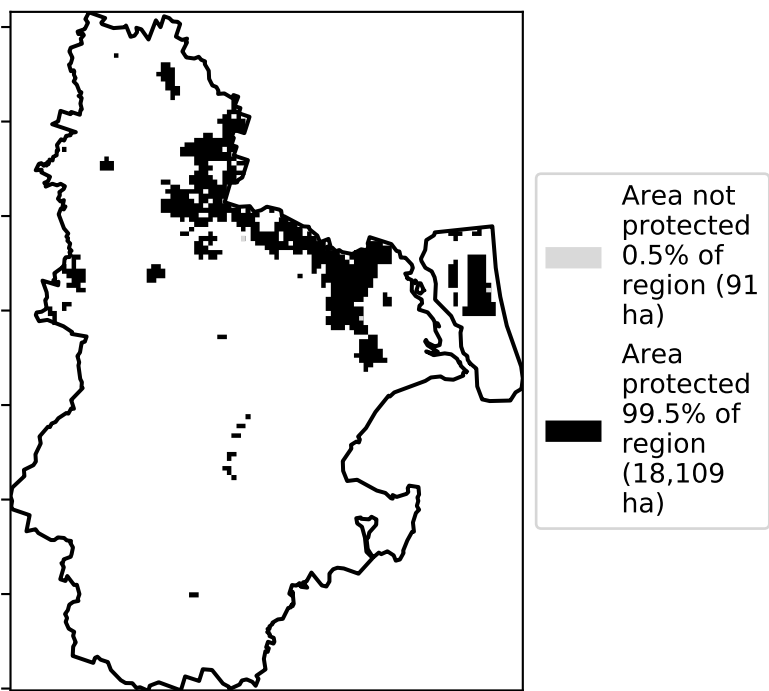 Area not
protected
0.5% of
region (91
ha)
Area
protected
99.5% of
region
(18,109
ha)